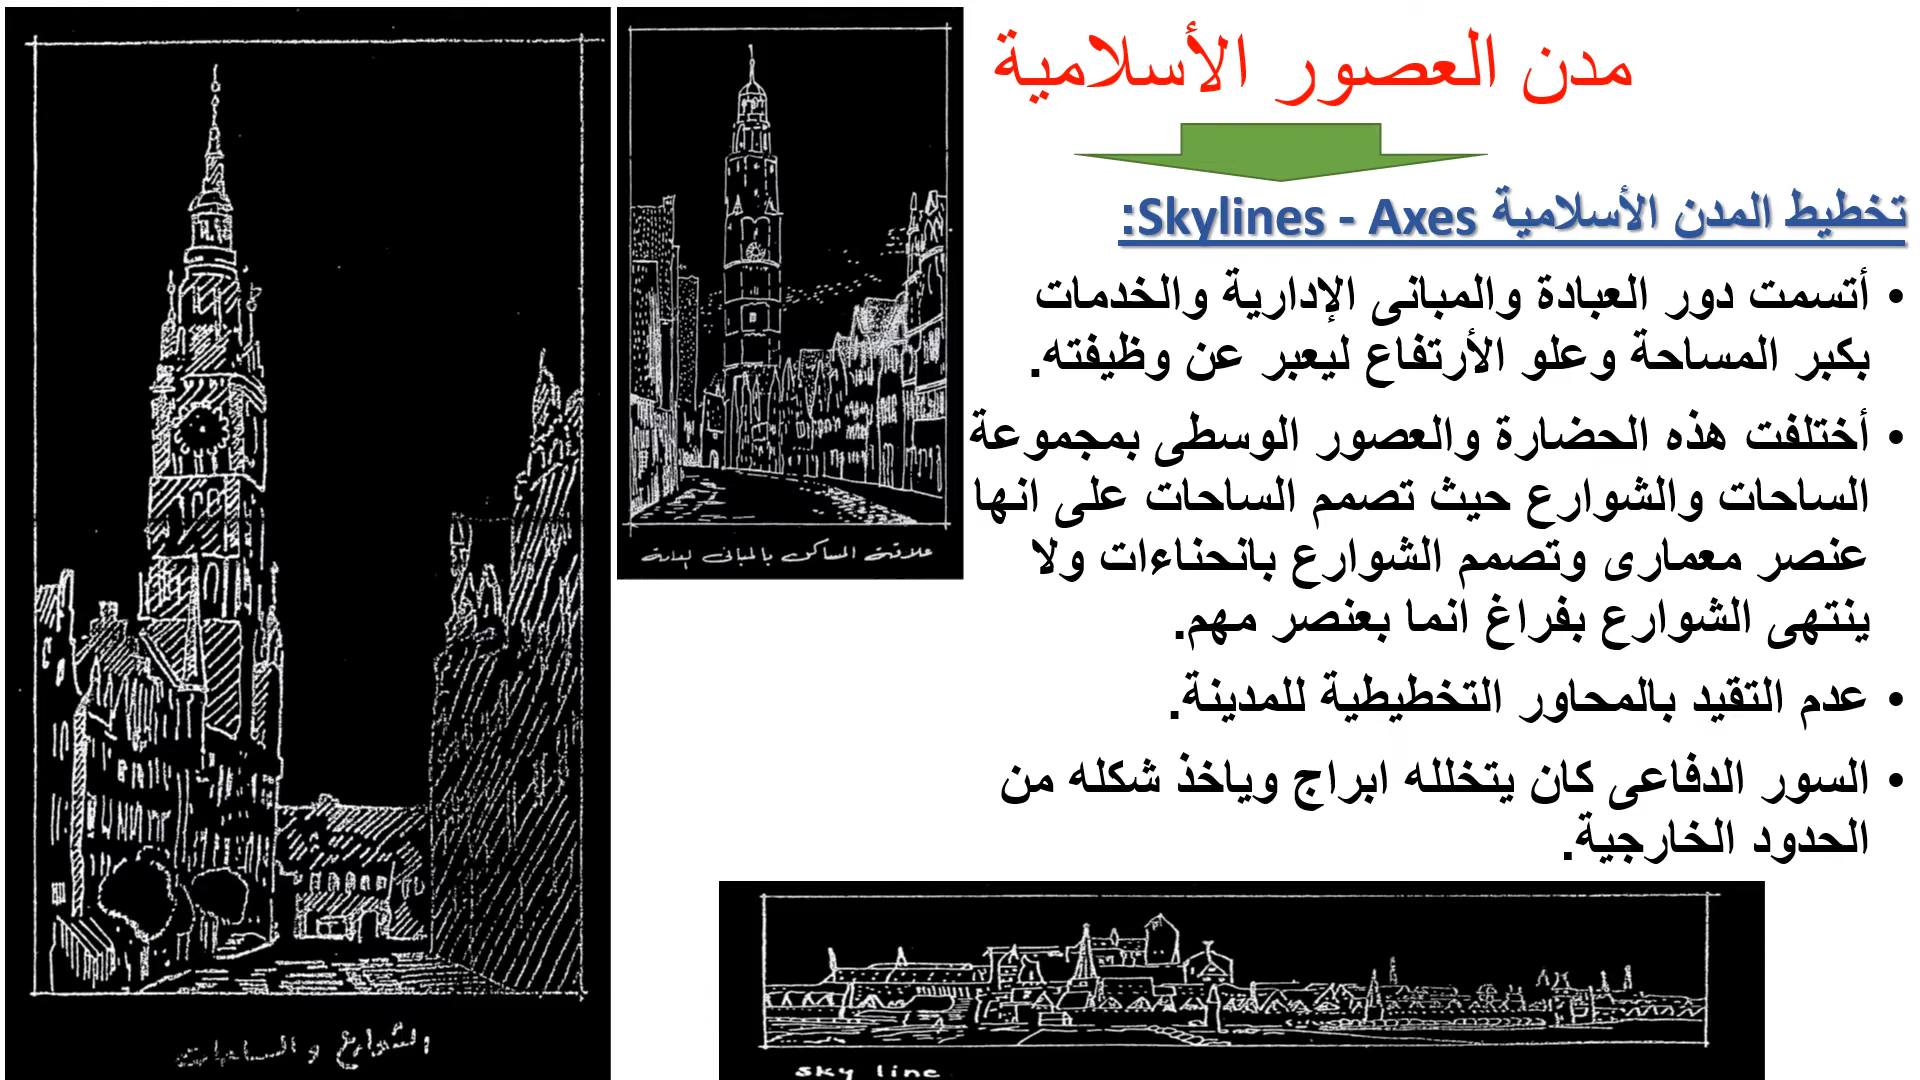 مدن العصور الأسلامية
تخطيط المدن الأسلامية Skylines - Axes:
• أتسمت دور العبادة والمبانى الإدارية والخدمات
بكبر المساحة وعلو الأرتفاع ليعبر عن وظيفته.
• أختلفت هذه الحضارة والعصور الوسطى بمجموعة
الساحات والشوارع حيث تصمم الساحات على انها
عنصر معمارى وتصمم الشوارع بانحناءات ولا
ينتهى الشوارع بفراغ انما بعنصر مهم.
• عدم التقيد بالمحاور التخطيطية للمدينة.
• السور الدفاعى كان يتخلله ابراج وياخذ شكله من
الحدود الخارجية.
علاقة المساكن بالمبانى العامة
الشوارع والساحات
sky line